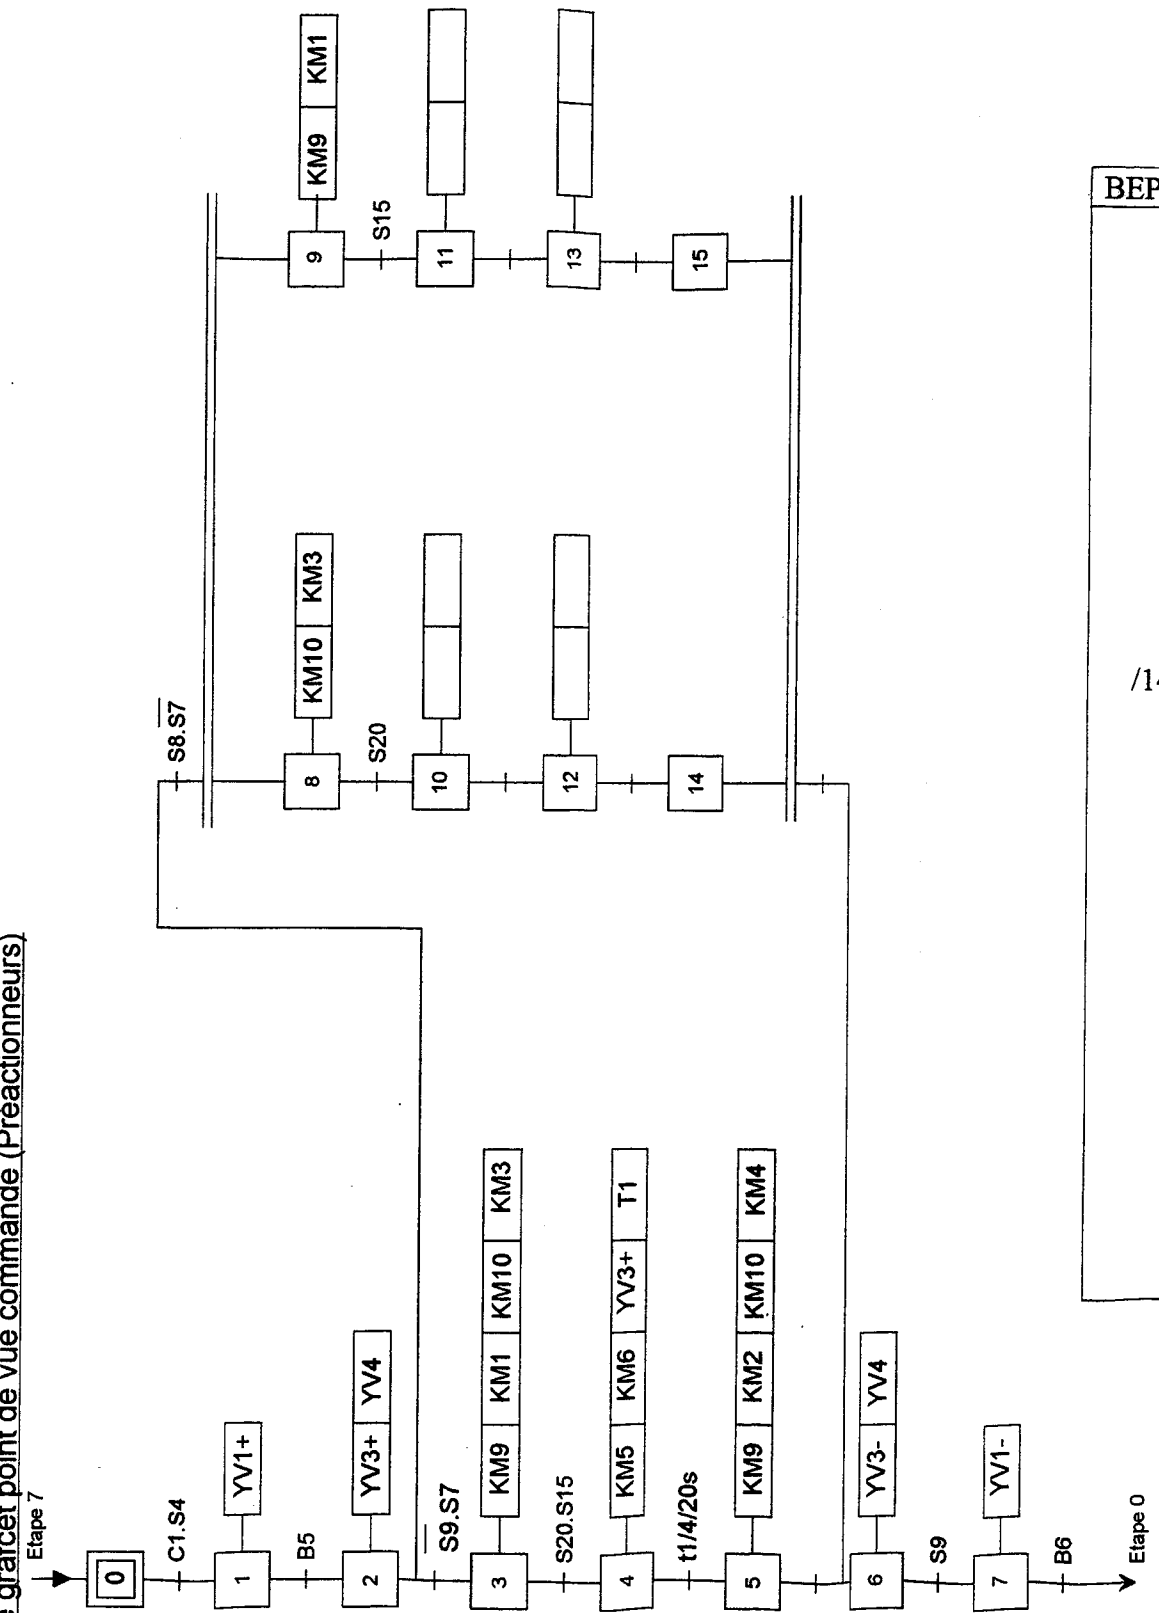 grafcet point de vue commande (Préactionneurs)
Etape 7
0
C1.S4
1 YV1+
B5
2 YV3+ YV4
S̅9̅.S7
3 KM9 KM1 KM10 KM3
S20.S15
4 KM5 KM6 YV3+ T1
t1/4/20s
5 KM9 KM2 KM10 KM4
6 YV3- YV4
S9
7 YV1-
B6
Etape 0
S8.S̅7̅
8 KM10 KM3
S20
10
12
14
9 KM9 KM1
S15
11
13
15
BEP
/14